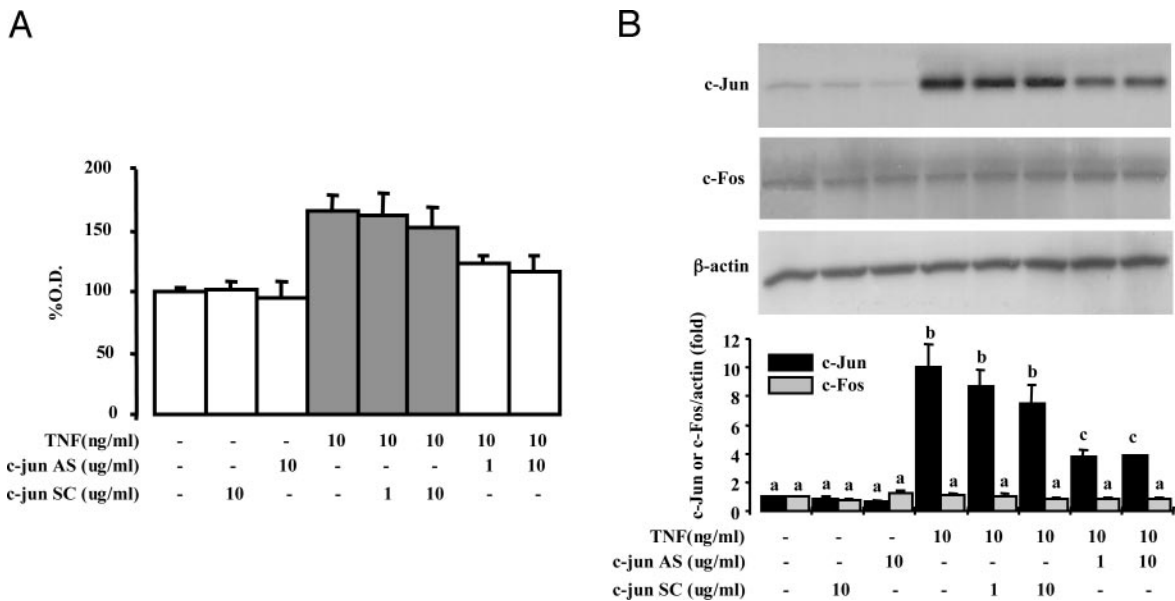 A
200
150
100
50
0
%O.D.
TNF(ng/ml) - - - 10 10 10 10 10
c-jun AS (ug/ml) - - 10 - - - 1 10
c-jun SC (ug/ml) - 10 - - 1 10 - -
B
c-Jun
c-Fos
β-actin
c-Jun or c-Fos/actin (fold)
12
10
8
6
4
2
0
c-Jun
c-Fos
a a a a a a b a b a b a c a c a
TNF(ng/ml) - - - 10 10 10 10 10
c-jun AS (ug/ml) - - 10 - - - 1 10
c-jun SC (ug/ml) - 10 - - 1 10 - -